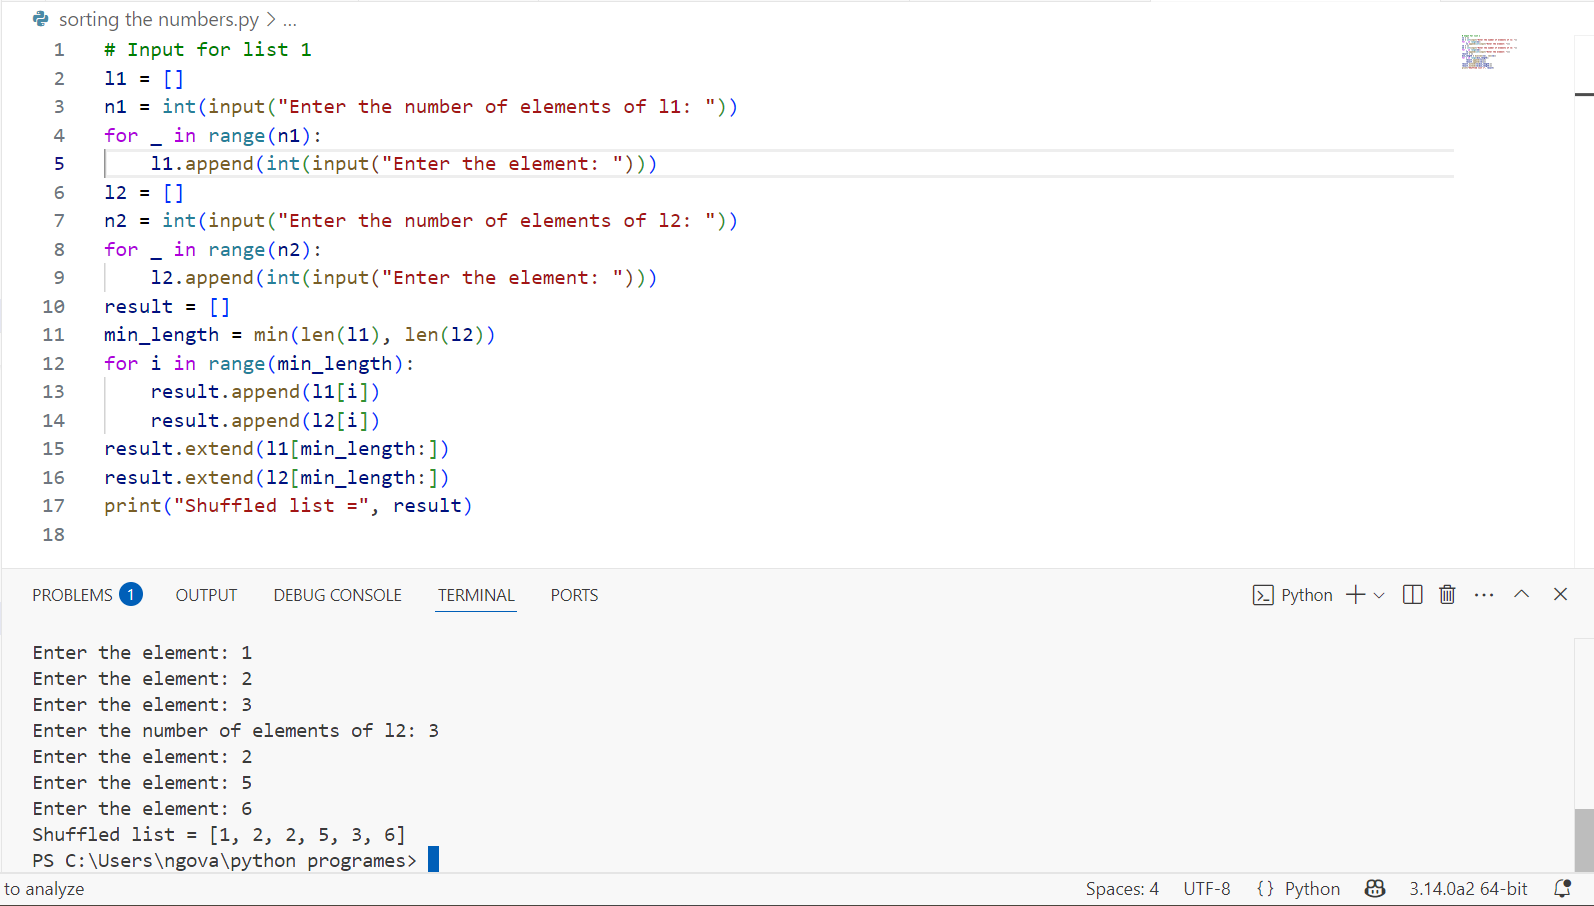 sorting the numbers.py > ...
1 # Input for list 1
2 l1 = []
3 n1 = int(input("Enter the number of elements of l1: "))
4 for _ in range(n1):
5     l1.append(int(input("Enter the element: ")))
6 l2 = []
7 n2 = int(input("Enter the number of elements of l2: "))
8 for _ in range(n2):
9     l2.append(int(input("Enter the element: ")))
10 result = []
11 min_length = min(len(l1), len(l2))
12 for i in range(min_length):
13     result.append(l1[i])
14     result.append(l2[i])
15 result.extend(l1[min_length:])
16 result.extend(l2[min_length:])
17 print("Shuffled list =", result)
18
PROBLEMS 1 OUTPUT DEBUG CONSOLE TERMINAL PORTS Python
Enter the element: 1
Enter the element: 2
Enter the element: 3
Enter the number of elements of l2: 3
Enter the element: 2
Enter the element: 5
Enter the element: 6
Shuffled list = [1, 2, 2, 5, 3, 6]
PS C:\Users\ngova\python programes>
to analyze Spaces: 4 UTF-8 {} Python 3.14.0a2 64-bit